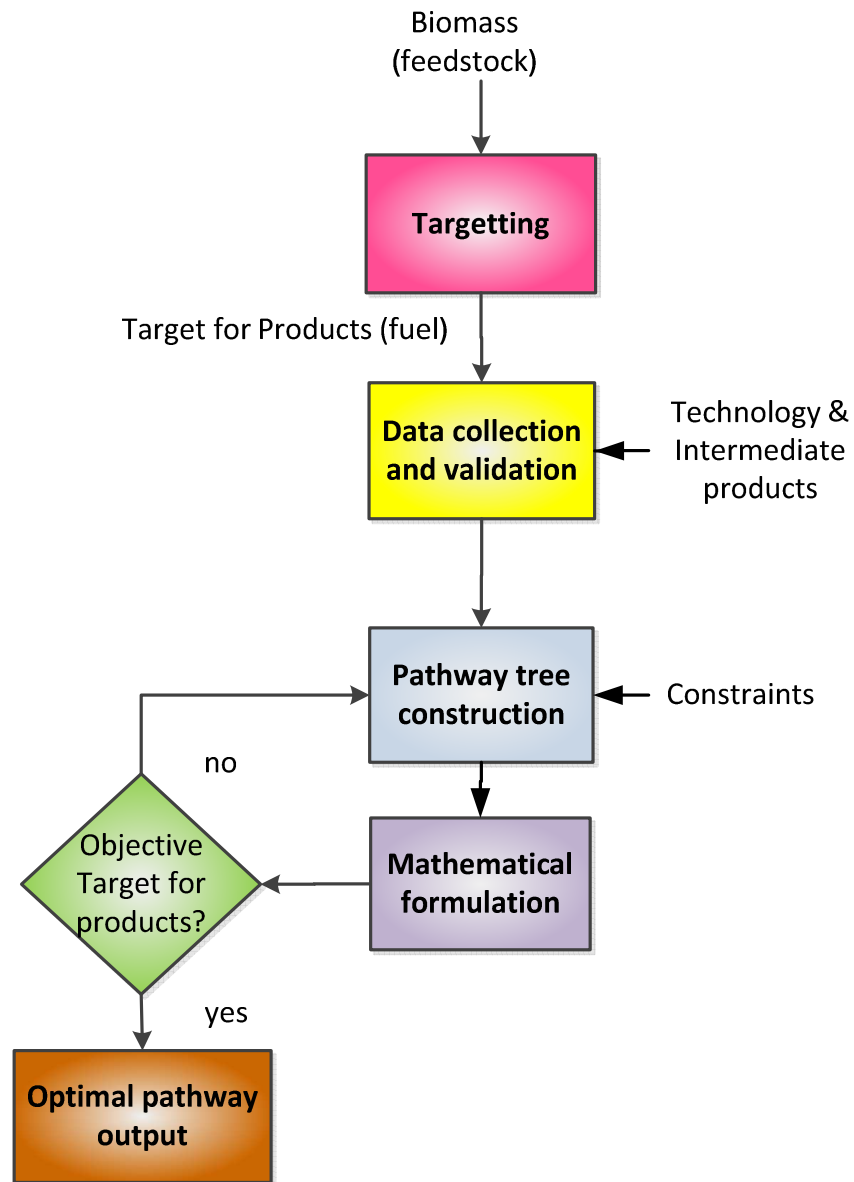 Biomass
(feedstock)
Targetting
Target for Products (fuel)
Data collection
and validation
Technology &
Intermediate
products
Pathway tree
construction
Constraints
no
Objective
Target for
products?
Mathematical
formulation
yes
Optimal pathway
output